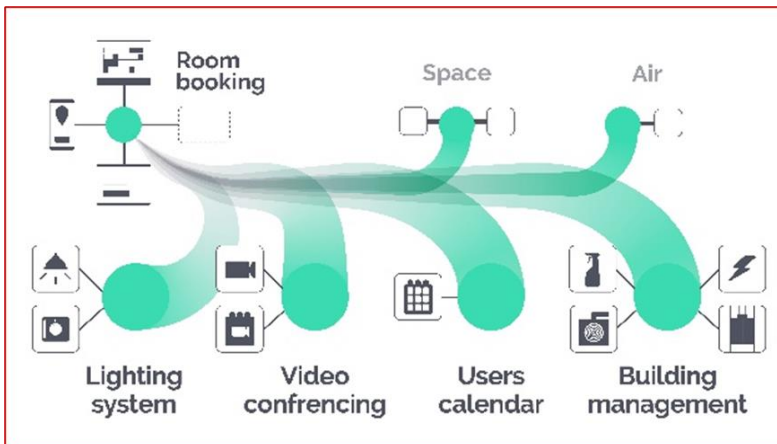 Room
booking
Space
Air
Lighting
system
Video
confrencing
Users
calendar
Building
management